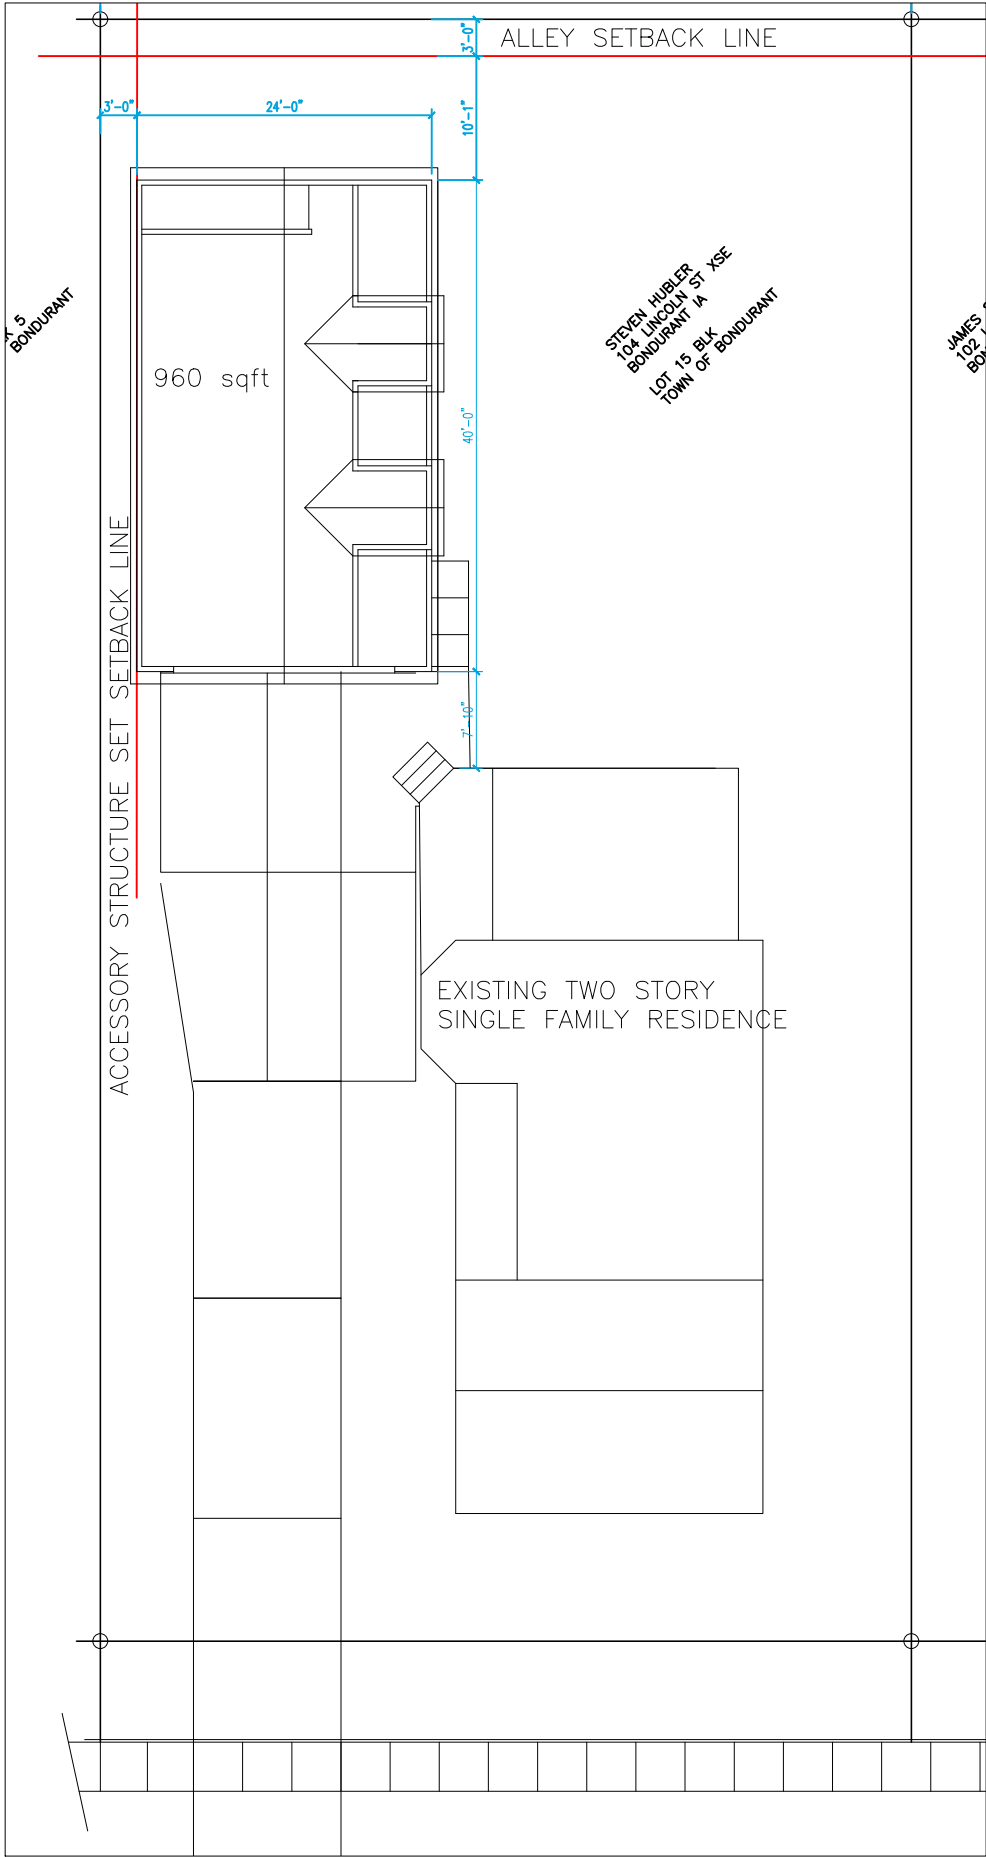 ALLEY SETBACK LINE
3'-0"
3'-0"
24'-0"
10'-1"
5
BONDURANT
STEVEN HUBLER
104 LINCOLN ST XSE
BONDURANT IA
LOT 15 BLK
TOWN OF BONDURANT
JAMES
102
960 sqft
40'-0"
ACCESSORY STRUCTURE SET SETBACK LINE
7'-10"
EXISTING TWO STORY
SINGLE FAMILY RESIDENCE